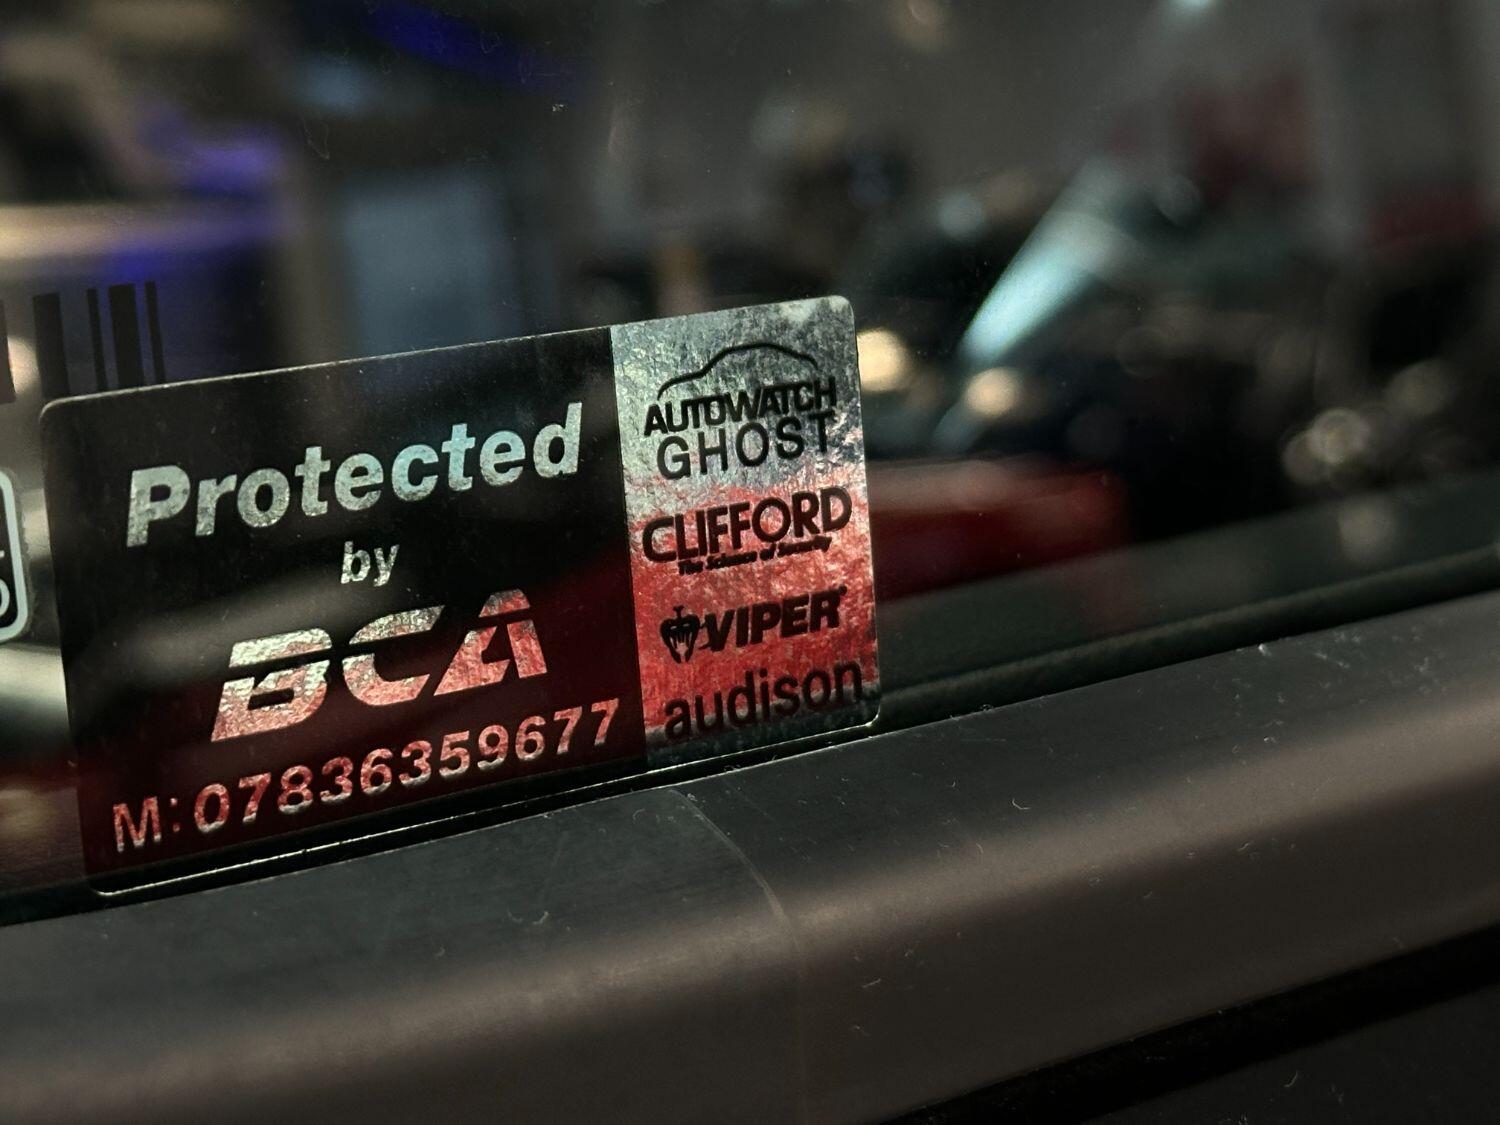 Protected
by
BCA
M: 07836359677
AUTOWATCH
GHOST
CLIFFORD
The Science of Security
VIPER
audison